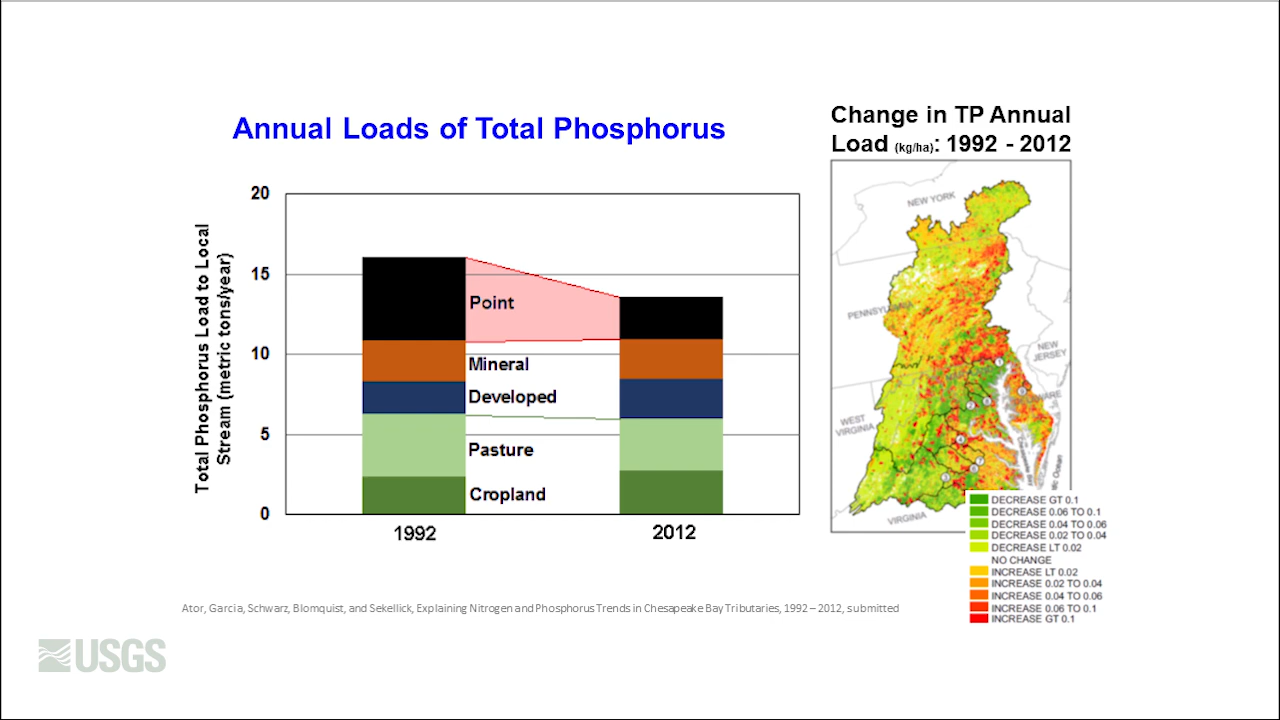 Annual Loads of Total Phosphorus
Change in TP Annual
Load (kg/ha): 1992 - 2012
Total Phosphorus Load to Local
Stream (metric tons/year)
20
15
10
5
0
Point
Mineral
Developed
Pasture
Cropland
1992
2012
NEW YORK
PENNSYLVANIA
NEW
JERSEY
WEST
VIRGINIA
VIRGINIA
DECREASE GT 0.1
DECREASE 0.06 TO 0.1
DECREASE 0.04 TO 0.06
DECREASE 0.02 TO 0.04
DECREASE LT 0.02
NO CHANGE
INCREASE LT 0.02
INCREASE 0.02 TO 0.04
INCREASE 0.04 TO 0.06
INCREASE 0.06 TO 0.1
INCREASE GT 0.1
Ator, Garcia, Schwarz, Blomquist, and Sekellick, Explaining Nitrogen and Phosphorus Trends in Chesapeake Bay Tributaries, 1992 – 2012, submitted
USGS